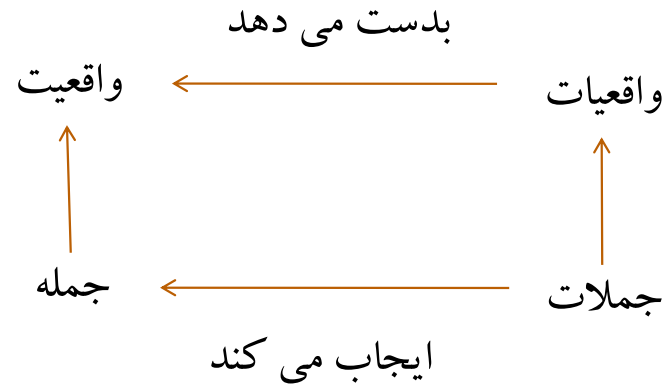 بدست می دهد
واقعیات
واقعیت
جملات
جمله
ایجاب می کند